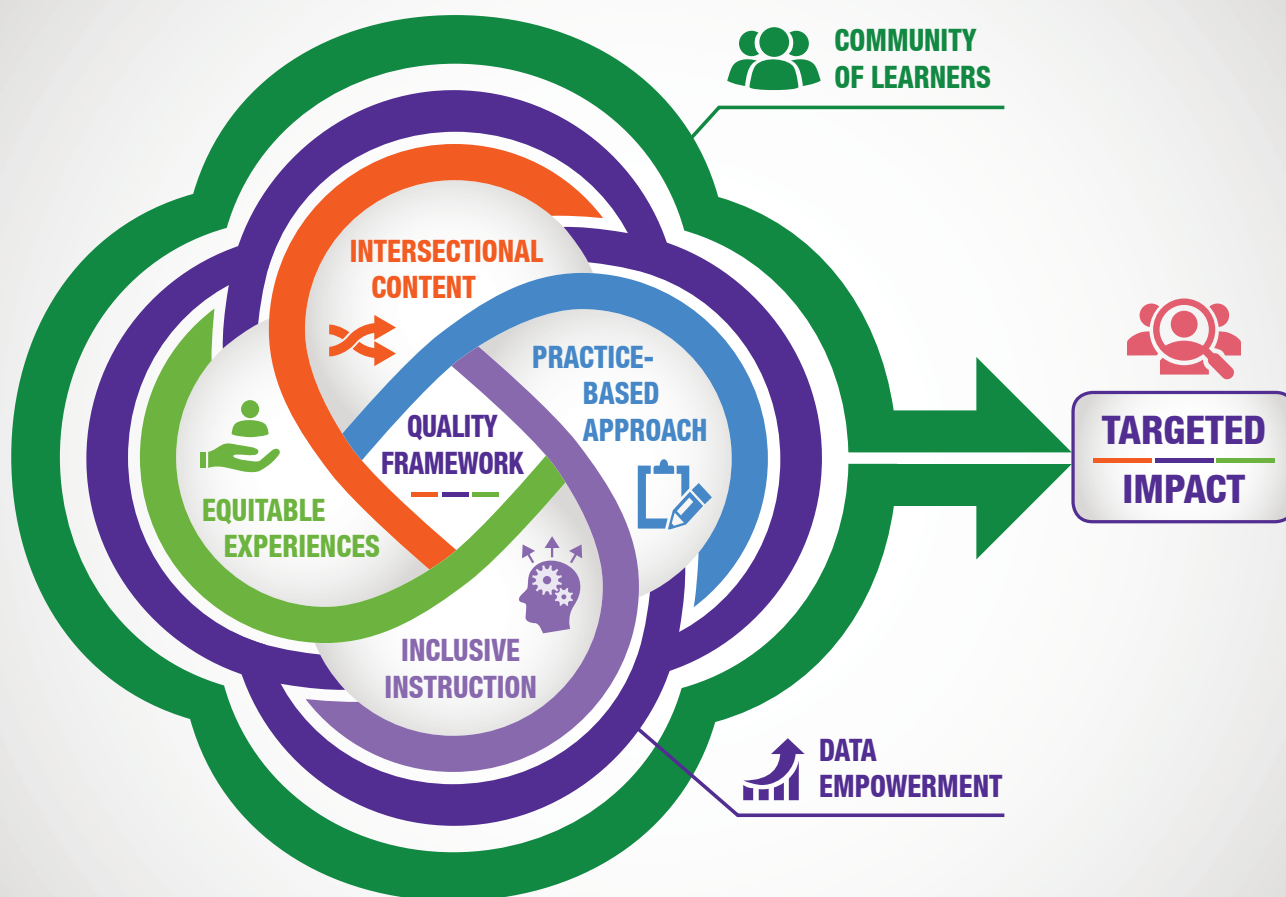 COMMUNITY
OF LEARNERS
INTERSECTIONAL
CONTENT
PRACTICE-
BASED
APPROACH
QUALITY
FRAMEWORK
EQUITABLE
EXPERIENCES
INCLUSIVE
INSTRUCTION
TARGETED
IMPACT
DATA
EMPOWERMENT